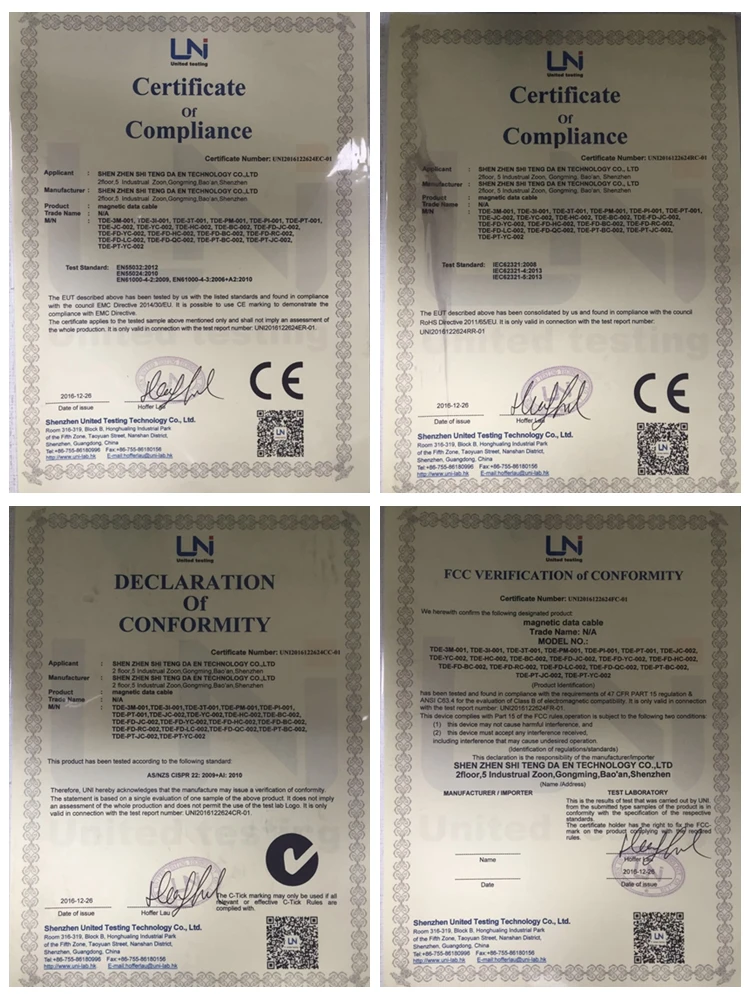 UNi
United testing
Certificate
Of
Compliance
Certificate Number: UNI2016122624EC-01
Applicant : SHEN ZHEN SHI TENG DA EN TECHNOLOGY CO.,LTD
2floor,5 Industrual Zoon,Gongming,Bao'an,Shenzhen
Manufacturer : SHEN ZHEN SHI TENG DA EN TECHNOLOGY CO.,LTD
2floor,5 Industrual Zoon,Gongming,Bao'an,Shenzhen
Product : magnetic data cable
Trade Name : N/A
M/N : TDE-3M-001, TDE-3I-001, TDE-3T-001, TDE-PM-001, TDE-PI-001, TDE-PT-001,
TDE-JC-002, TDE-YC-002, TDE-HC-002, TDE-BC-002, TDE-FD-JC-002,
TDE-FD-YC-002, TDE-FD-HC-002, TDE-FD-BC-002, TDE-FD-RC-002,
TDE-FD-LC-002, TDE-FD-QC-002, TDE-PT-BC-002, TDE-PT-JC-002,
TDE-PT-YC-002
Test Standard: EN55032:2012
EN55024:2010
EN61000-4-2:2009, EN61000-4-3:2006+A2:2010
The EUT described above has been tested by us with the listed standards and found in compliance
with the council EMC Directive 2014/30/EU. It is possible to use CE marking to demonstrate the
compliance with EMC Directive.
The certificate applies to the tested sample above mentioned only and shall not imply an assessment of
the whole production. It is only valid in connection with the test report number: UNI2016122624ER-01.
CE
2016-12-26
Date of issue
Hoffer Lau
Shenzhen United Testing Technology Co., Ltd.
Room 316-319, Block B, Honghualing Industrial Park
of the Fifth Zone, Taoyuan Street, Nanshan District,
Shenzhen, Guangdong, China
Tel:+86-755-86180996 Fax:+86-755-86180156
http://www.uni-lab.hk E-mail:hofferlau@uni-lab.hk
UNi
United testing
Certificate
Of
Compliance
Certificate Number: UNI2016122624RC-01
Applicant : SHEN ZHEN SHI TENG DA EN TECHNOLOGY CO., LTD
2floor, 5 Industrual Zoon, Gongming, Bao'an, Shenzhen
Manufacturer : SHEN ZHEN SHI TENG DA EN TECHNOLOGY CO., LTD
2floor, 5 Industrual Zoon, Gongming, Bao'an, Shenzhen
Product : magnetic data cable
Trade Name : N/A
M/N : TDE-3M-001, TDE-3I-001, TDE-3T-001, TDE-PM-001, TDE-PI-001, TDE-PT-001,
TDE-JC-002, TDE-YC-002, TDE-HC-002, TDE-BC-002, TDE-FD-JC-002,
TDE-FD-YC-002, TDE-FD-HC-002, TDE-FD-BC-002, TDE-FD-RC-002,
TDE-FD-LC-002, TDE-FD-QC-002, TDE-PT-BC-002, TDE-PT-JC-002,
TDE-PT-YC-002
Test Standard: IEC62321:2008
IEC62321-4:2013
IEC62321-5:2013
The EUT described above has been consolidated by us and found in compliance with the council
RoHS Directive 2011/65/EU. It is only valid in connection with the test report number:
UNI2016122624RR-01
CE
2016-12-26
Date of issue
Hoffer Lau
Shenzhen United Testing Technology Co., Ltd.
Room 316-319, Block B, Honghualing Industrial Park
of the Fifth Zone, Taoyuan Street, Nanshan District,
Shenzhen, Guangdong, China
Tel:+86-755-86180996 Fax:+86-755-86180156
http://www.uni-lab.hk E-mail:hofferlau@uni-lab.hk
UNi
United testing
DECLARATION
Of
CONFORMITY
Certificate Number: UNI2016122624CC-01
Applicant : SHEN ZHEN SHI TENG DA EN TECHNOLOGY CO.,LTD
2 floor,5 Industrual Zoon,Gongming,Bao'an,Shenzhen
Manufacturer : SHEN ZHEN SHI TENG DA EN TECHNOLOGY CO.,LTD
2 floor,5 Industrual Zoon,Gongming,Bao'an,Shenzhen
Product : magnetic data cable
Trade Name : N/A
M/N : TDE-3M-001,TDE-3I-001,TDE-3T-001,TDE-PM-001,TDE-PI-001,
TDE-PT-001,TDE-JC-002,TDE-YC-002,TDE-HC-002,TDE-BC-002,
TDE-FD-JC-002,TDE-FD-YC-002,TDE-FD-HC-002,TDE-FD-BC-002,
TDE-FD-RC-002,TDE-FD-LC-002,TDE-FD-QC-002,TDE-PT-BC-002,
TDE-PT-JC-002,TDE-PT-YC-002
This product has been tested according to the following standard:
AS/NZS CISPR 22: 2009+AI: 2010
Therefore, UNI hereby acknowledges that the manufacture may issue a verification of conformity.
The statement is based on a single evaluation of one sample of the above product. It does not imply
an assessment of the whole production and does not permit the use of the test lab Logo. It is only
valid in connection with the test report number: UNI2016122624CR-01.
2016-12-26
Date of issue
Hoffer Lau
The C-Tick marking may only be used if all
relevant or effective C-Tick Rules are
complied with.
Shenzhen United Testing Technology Co., Ltd.
Room 316-319, Block B, Honghualing Industrial Park
of the Fifth Zone, Taoyuan Street, Nanshan District,
Shenzhen, Guangdong, China
Tel:+86-755-86180996 Fax:+86-755-86180156
http://www.uni-lab.hk E-mail:hofferlau@uni-lab.hk
UNi
United testing
FCC VERIFICATION of CONFORMITY
Certificate Number: UNI2016122624FC-01
We herewith confirm the following designated product:
magnetic data cable
Trade Name: N/A
MODEL NO.:
TDE-3M-001, TDE-3I-001, TDE-3T-001, TDE-PM-001, TDE-PI-001, TDE-PT-001, TDE-JC-002,
TDE-YC-002, TDE-HC-002, TDE-BC-002, TDE-FD-JC-002, TDE-FD-YC-002, TDE-FD-HC-002,
TDE-FD-BC-002, TDE-FD-RC-002, TDE-FD-LC-002, TDE-FD-QC-002, TDE-PT-BC-002,
TDE-PT-JC-002, TDE-PT-YC-002
(Product Identification)
has been tested and found in compliance with the requirements of 47 CFR PART 15 regulation &
ANSI C63.4 for the evaluation of Class B of electromagnetic compatibility. It is only valid in connection
with the test report number: UNI2016122624FR-01
This device complies with Part 15 of the FCC rules,operation is subject to the following two conditions:
(1) this device may not cause harmful interference, and
(2) this device must accept any interference received,
including interference that may cause undesired operation.
(Identification of regulations/standards)
This declaration is the responsibility of the manufacturer/importer
SHEN ZHEN SHI TENG DA EN TECHNOLOGY CO.,LTD
2floor,5 Industrual Zoon,Gongming,Bao'an,Shenzhen
(Name /Address)
MANUFACTURER / IMPORTER
TEST LABORATORY
This is the results of test that was carried out by UNI.
from the submitted type samples of the product is in
conformity with the specification of the respective
standards.
The certificate holder has the right to fix the FCC-
mark on the product complying with the required
rules.
Name
Hoffer Lau
2016-12-26
Date
Date of issue
Shenzhen United Testing Technology Co., Ltd.
Room 316-319, Block B, Honghualing Industrial Park
of the Fifth Zone, Taoyuan Street, Nanshan District,
Shenzhen, Guangdong, China
Tel:+86-755-86180996 Fax:+86-755-86180156
http://www.uni-lab.hk E-mail:hofferlau@uni-lab.hk